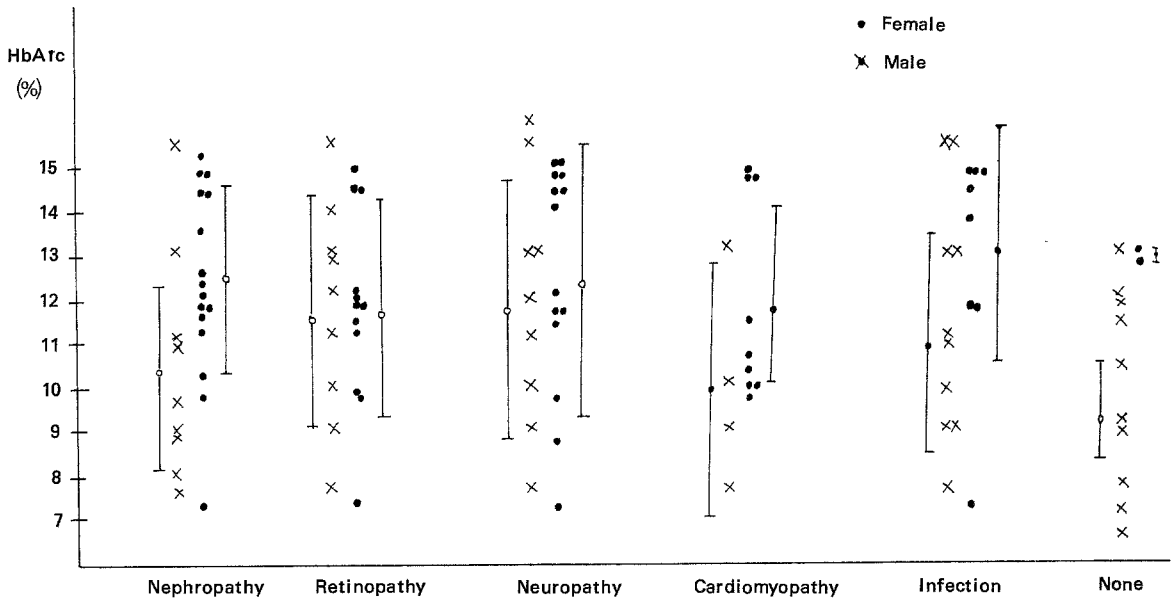 Female
HbA1c
Male
(%)
15
14
13
12
11
10
9
8
7
Nephropathy Retinopathy Neuropathy Cardiomyopathy Infection None